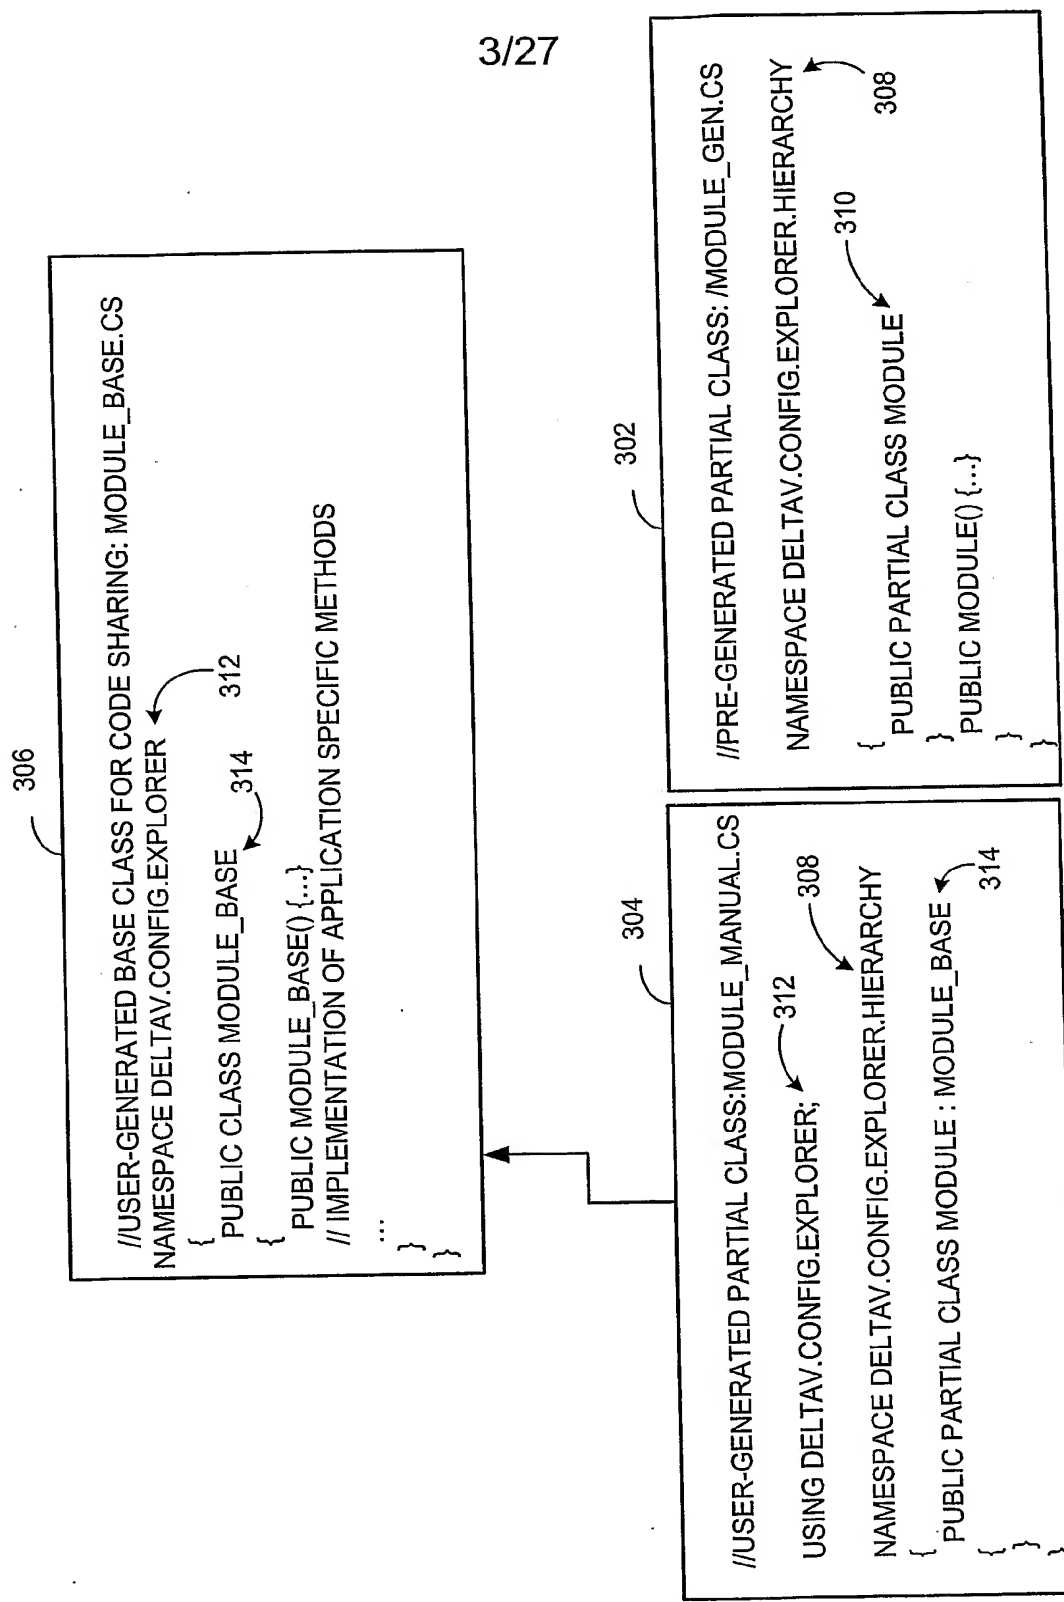 3/27
306
//USER-GENERATED BASE CLASS FOR CODE SHARING: MODULE_BASE.CS
NAMESPACE DELTAV.CONFIG.EXPLORER
312
{
PUBLIC CLASS MODULE_BASE
314
{
PUBLIC MODULE_BASE() {...}
// IMPLEMENTATION OF APPLICATION SPECIFIC METHODS
...
}
}
304
//USER-GENERATED PARTIAL CLASS:MODULE_MANUAL.CS
USING DELTAV.CONFIG.EXPLORER;
312
308
NAMESPACE DELTAV.CONFIG.EXPLORER.HIERARCHY
{
PUBLIC PARTIAL CLASS MODULE : MODULE_BASE
314
{
}
}
302
//PRE-GENERATED PARTIAL CLASS: /MODULE_GEN.CS
NAMESPACE DELTAV.CONFIG.EXPLORER.HIERARCHY
308
310
{
PUBLIC PARTIAL CLASS MODULE
}
PUBLIC MODULE() {...}
}
}